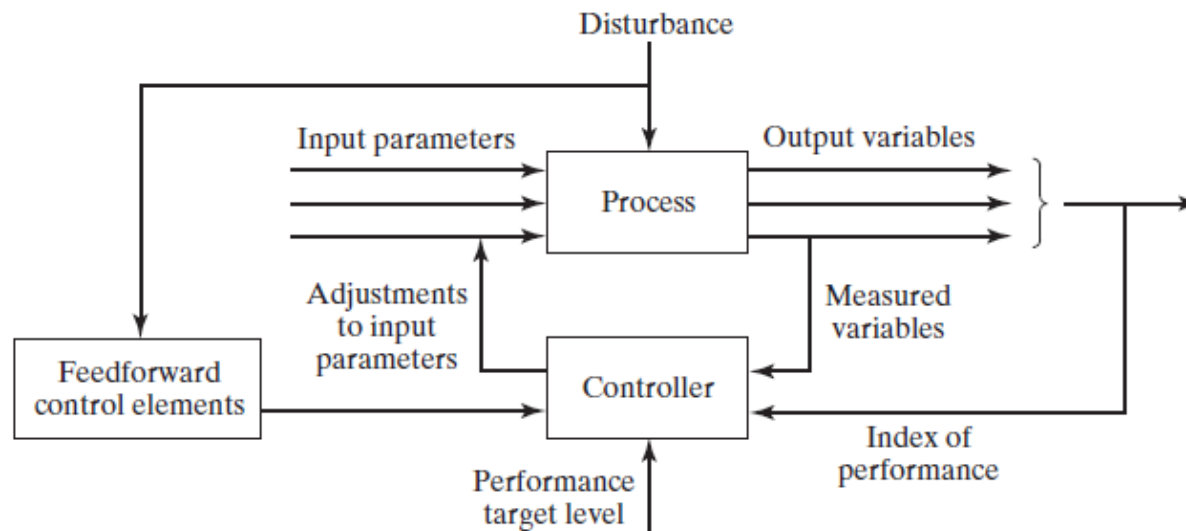 Disturbance
Input parameters
Output variables
Process
Adjustments
to input
parameters
Measured
variables
Feedforward
control elements
Controller
Index of
performance
Performance
target level